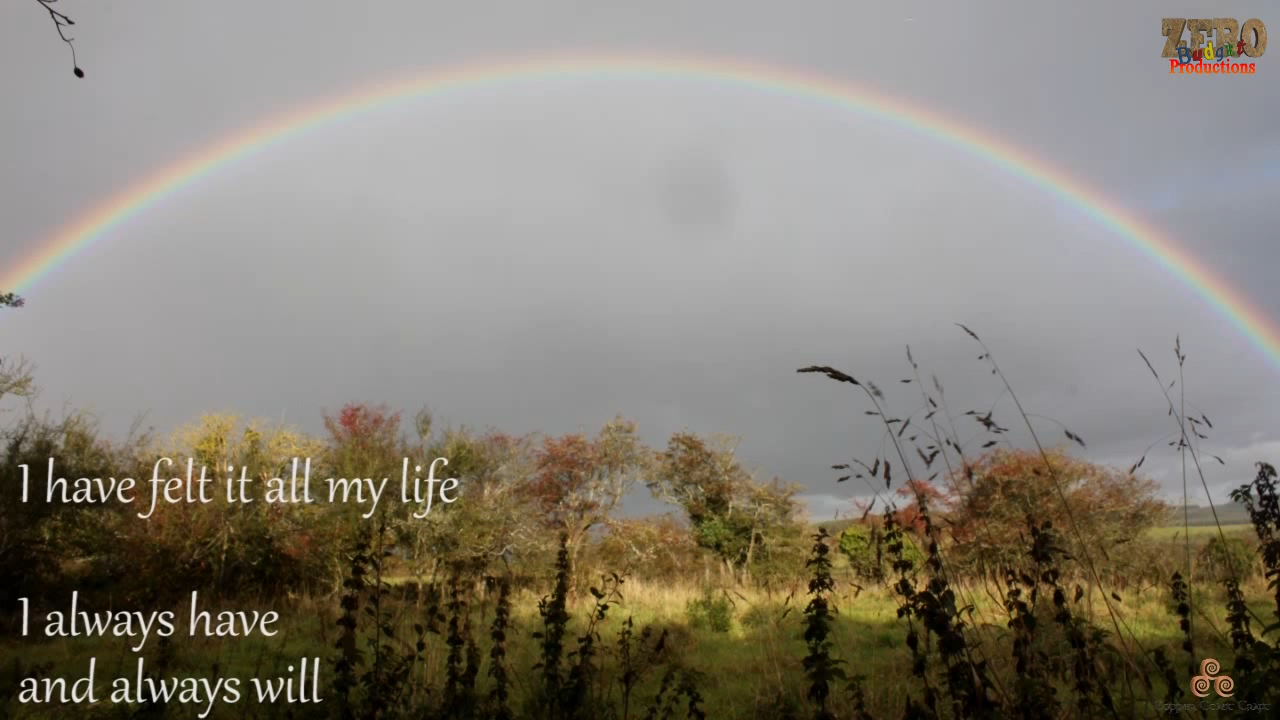 ZERO
Budget
Productions
I have felt it all my life
I always have
and always will